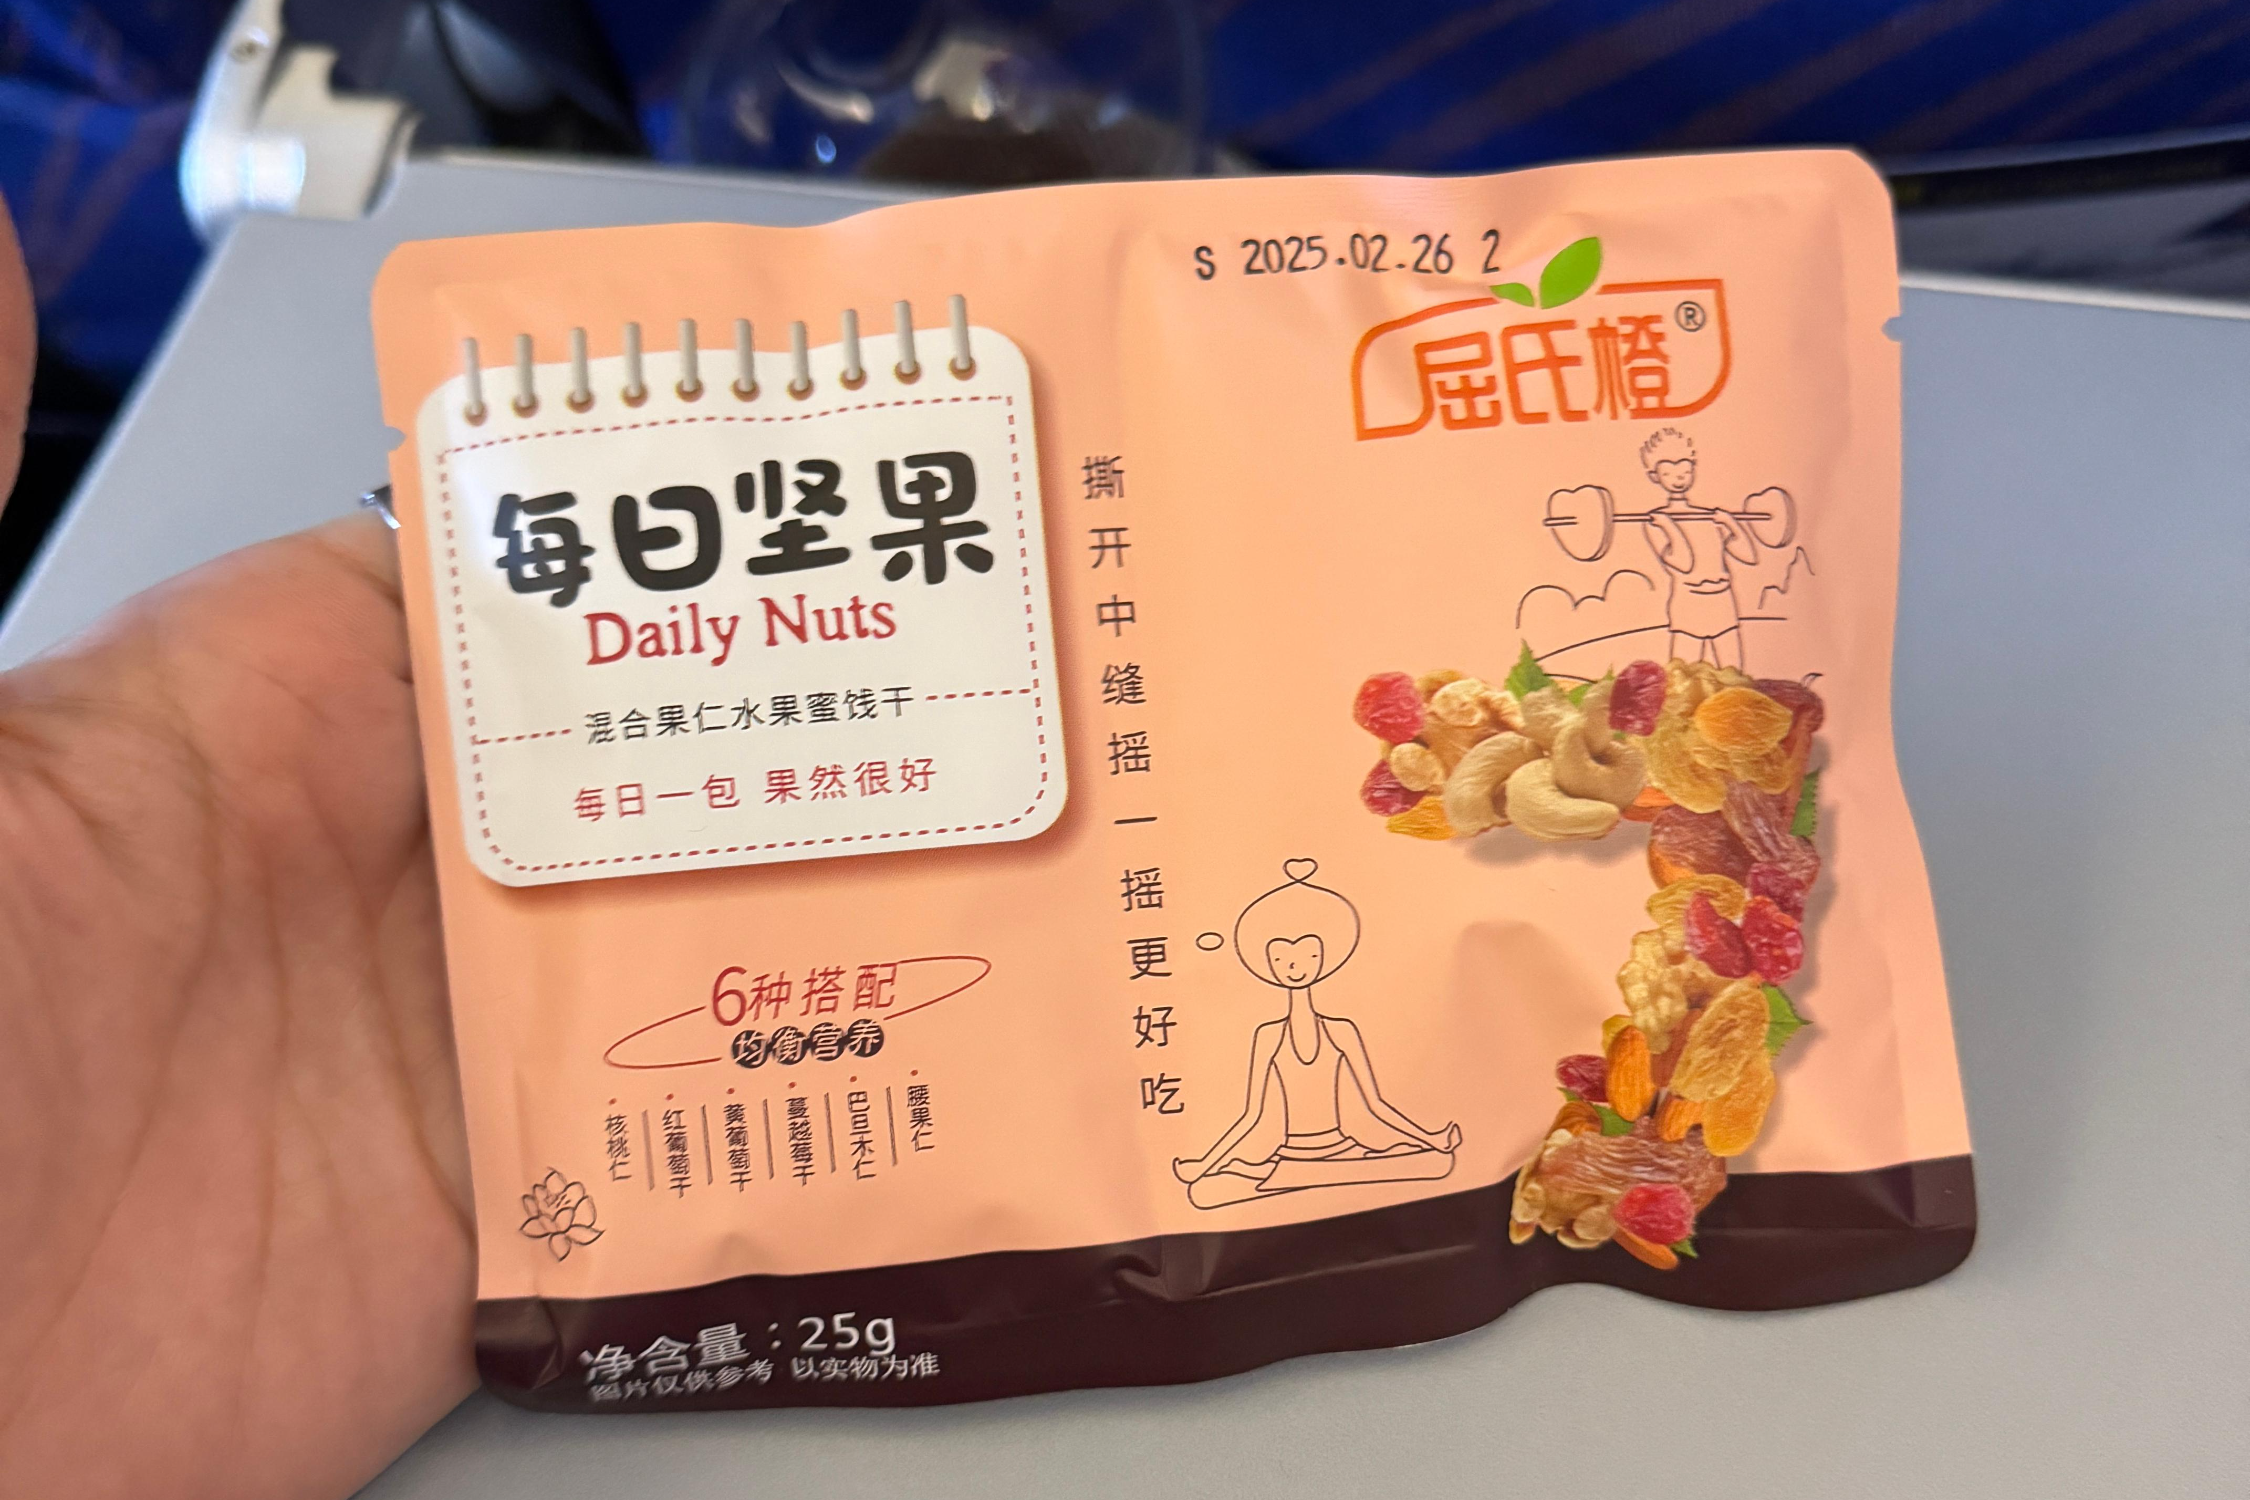 S 2025.02.26 2
屈氏橙®
每日坚果
Daily Nuts
混合果仁水果蜜饯干
每日一包 果然很好
撕开中缝摇一摇更好吃
6种搭配
均衡营养
核桃仁
红葡萄干
黄葡萄干
蔓越莓干
巴旦木仁
腰果仁
净含量：25g
图片仅供参考 以实物为准